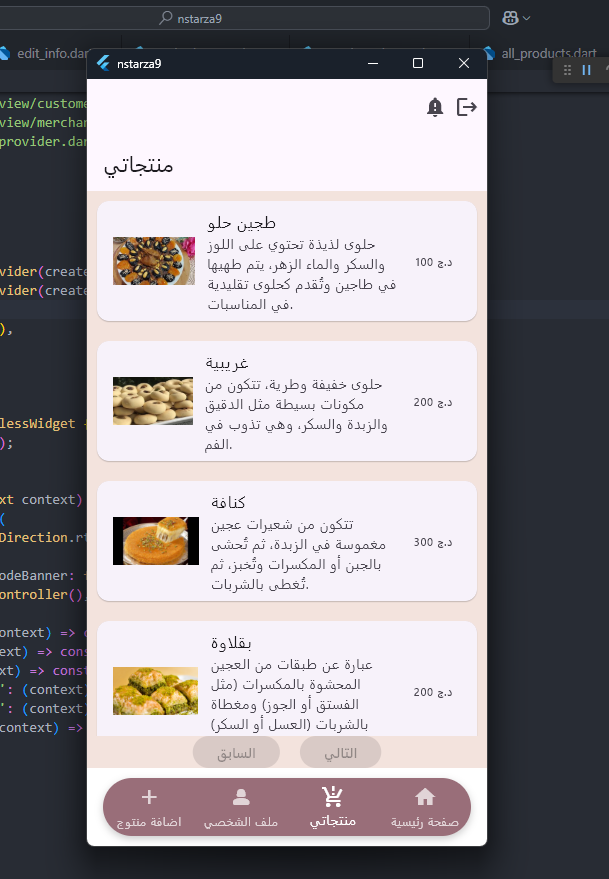 nstarza9
edit_info.dar
all_products.dart
nstarza9
view/custome
view/merchan
provider.dar
منتجاتي
vider(create
vider(create
),
lessWidget
);
xt context)
(
Direction.rt
odeBanner:
ontroller(),
ontext) => c
ext) => cons
xt) => const
': (context)
': (context)
context) =>
طجين حلو
حلوى لذيذة تحتوي على اللوز
والسكر والماء الزهر، يتم طهيها
في طاجين وتُقدم كحلوى تقليدية
في المناسبات.
100 د.ج
غريبية
حلوى خفيفة وطرية، تتكون من
مكونات بسيطة مثل الدقيق
والزبدة والسكر، وهي تذوب في
الفم.
200 د.ج
كنافة
تتكون من شعيرات عجين
مغموسة في الزبدة، ثم تُحشى
بالجبن أو المكسرات وتُخبز، ثم
تُغطى بالشربات.
300 د.ج
بقلاوة
عبارة عن طبقات من العجين
المحشوة بالمكسرات (مثل
الفستق أو الجوز) ومغطاة
بالشربات (العسل أو السكر)
200 د.ج
التالي
السابق
صفحة رئيسية
منتجاتي
ملف الشخصي
اضافة منتوج